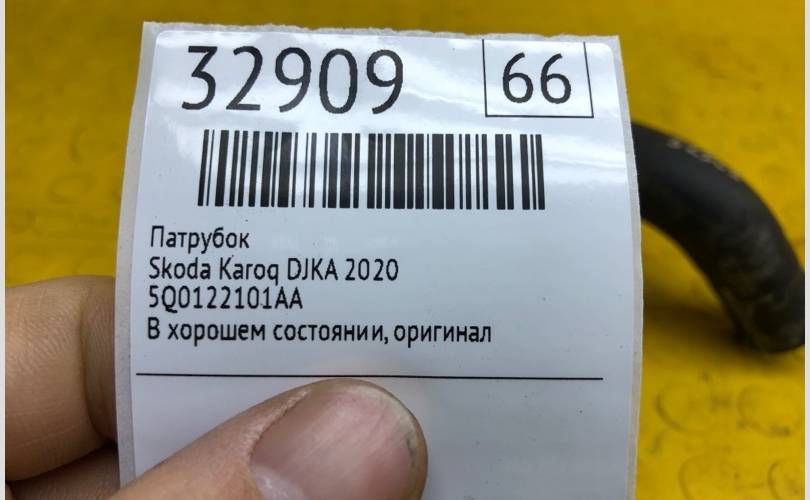 32909
66
Патрубок
Skoda Karoq DJKA 2020
5Q0122101AA
В хорошем состоянии, оригинал